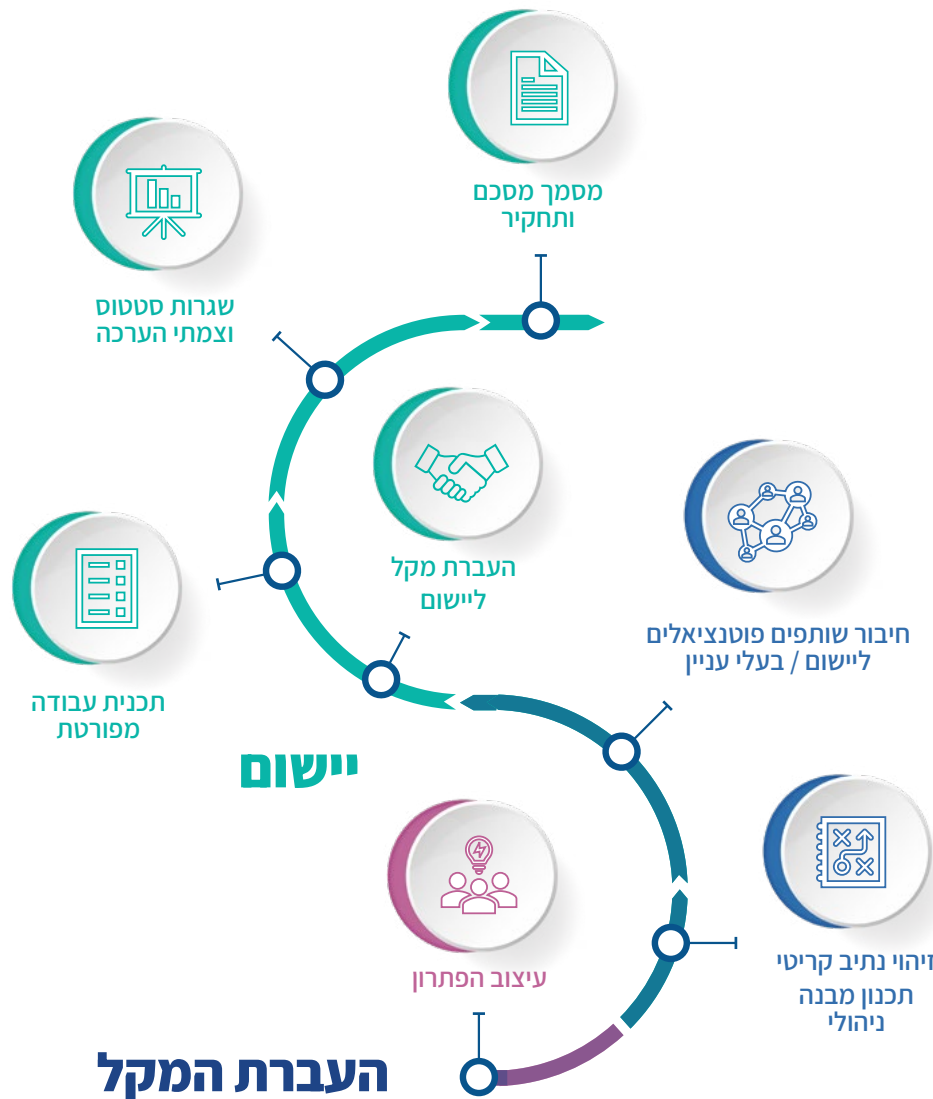 מסמך מסכם
ותחקיר
שגרות סטטוס
וצמתי הערכה
העברת מקל
ליישום
חיבור שותפים פוטנציאלים
ליישום / בעלי עניין
תכנית עבודה
מפורטת
יישום
זיהוי נתיב קריטי
תכנון מבנה
ניהולי
עיצוב הפתרון
העברת המקל